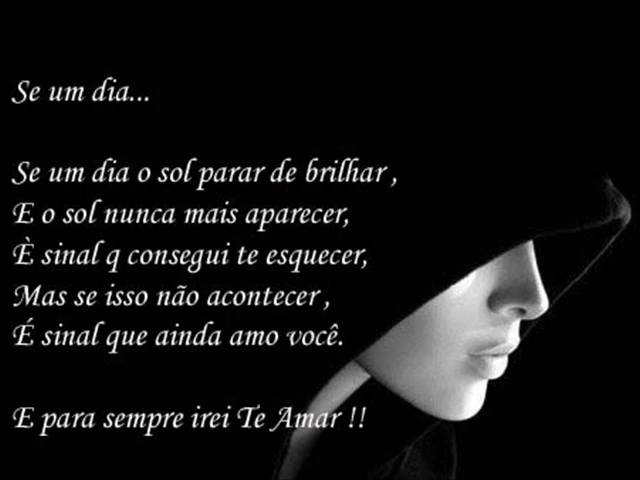 Se um dia...
Se um dia o sol parar de brilhar ,
E o sol nunca mais aparecer,
È sinal q consegui te esquecer,
Mas se isso não acontecer ,
É sinal que ainda amo você.
E para sempre irei Te Amar !!